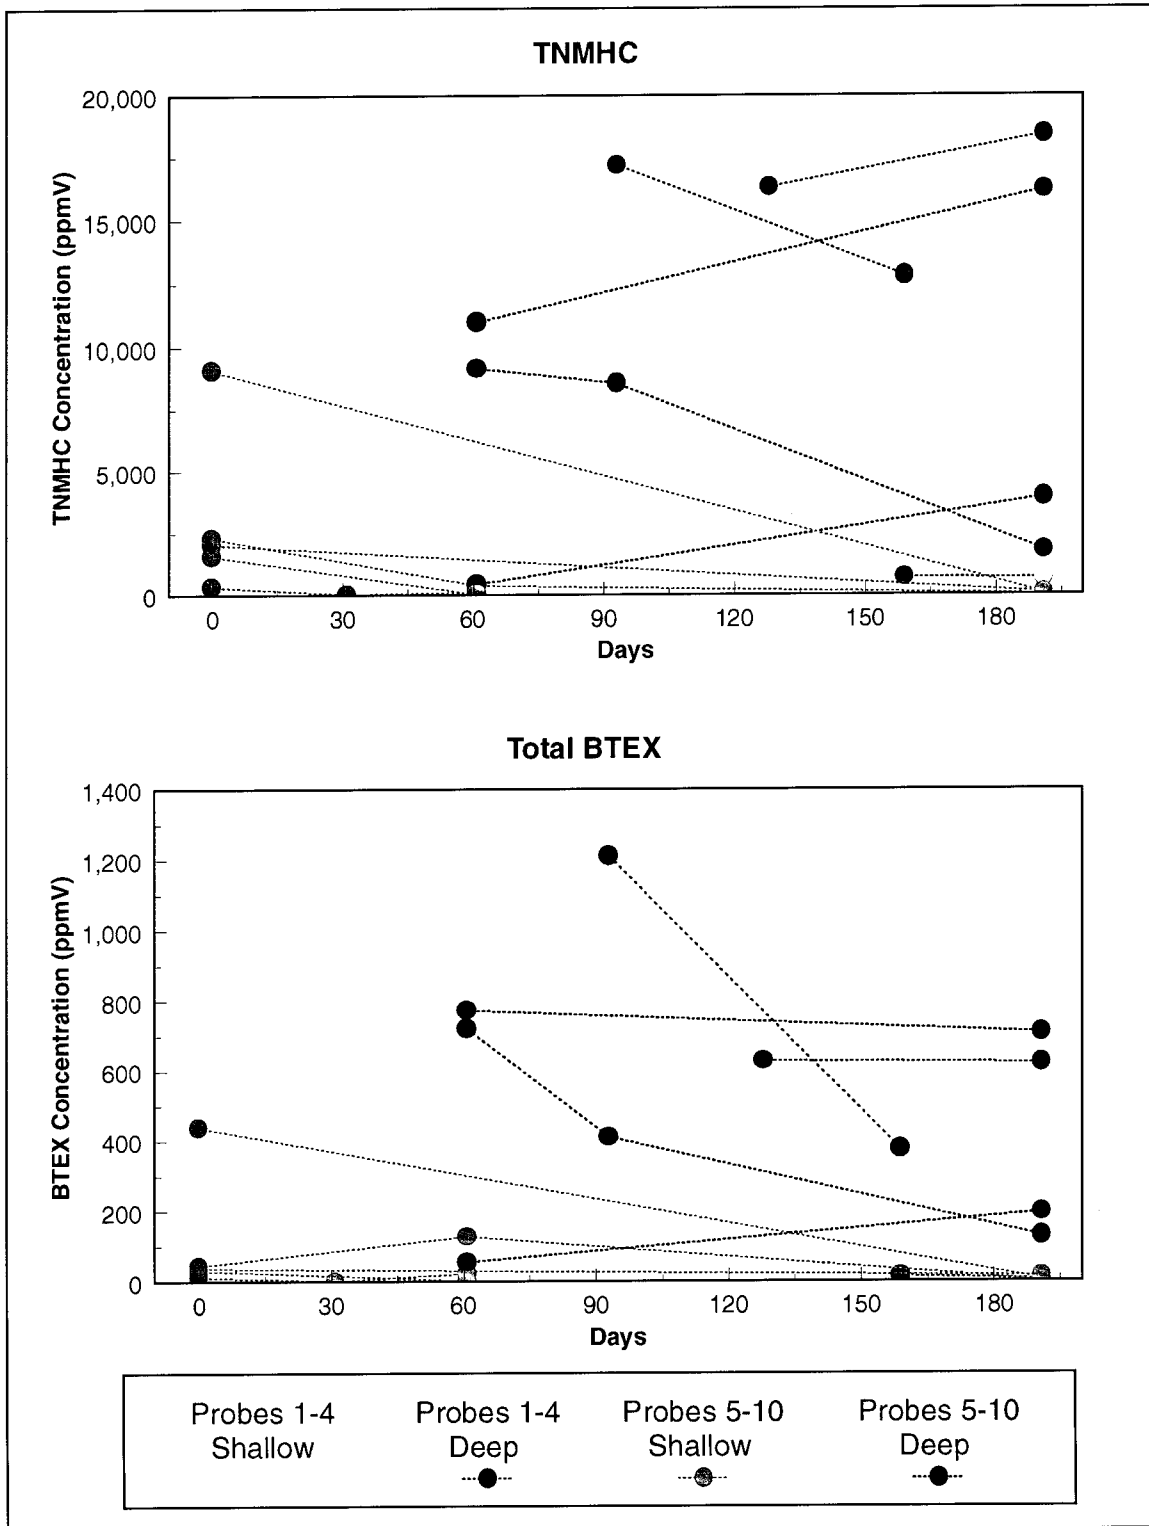 TNMHC
20,000
15,000
10,000
5,000
0
TNMHC Concentration (ppmV)
0 30 60 90 120 150 180
Days
Total BTEX
1,400
1,200
1,000
800
600
400
200
0
BTEX Concentration (ppmV)
0 30 60 90 120 150 180
Days
Probes 1-4 Probes 1-4 Probes 5-10 Probes 5-10
Shallow Deep Shallow Deep